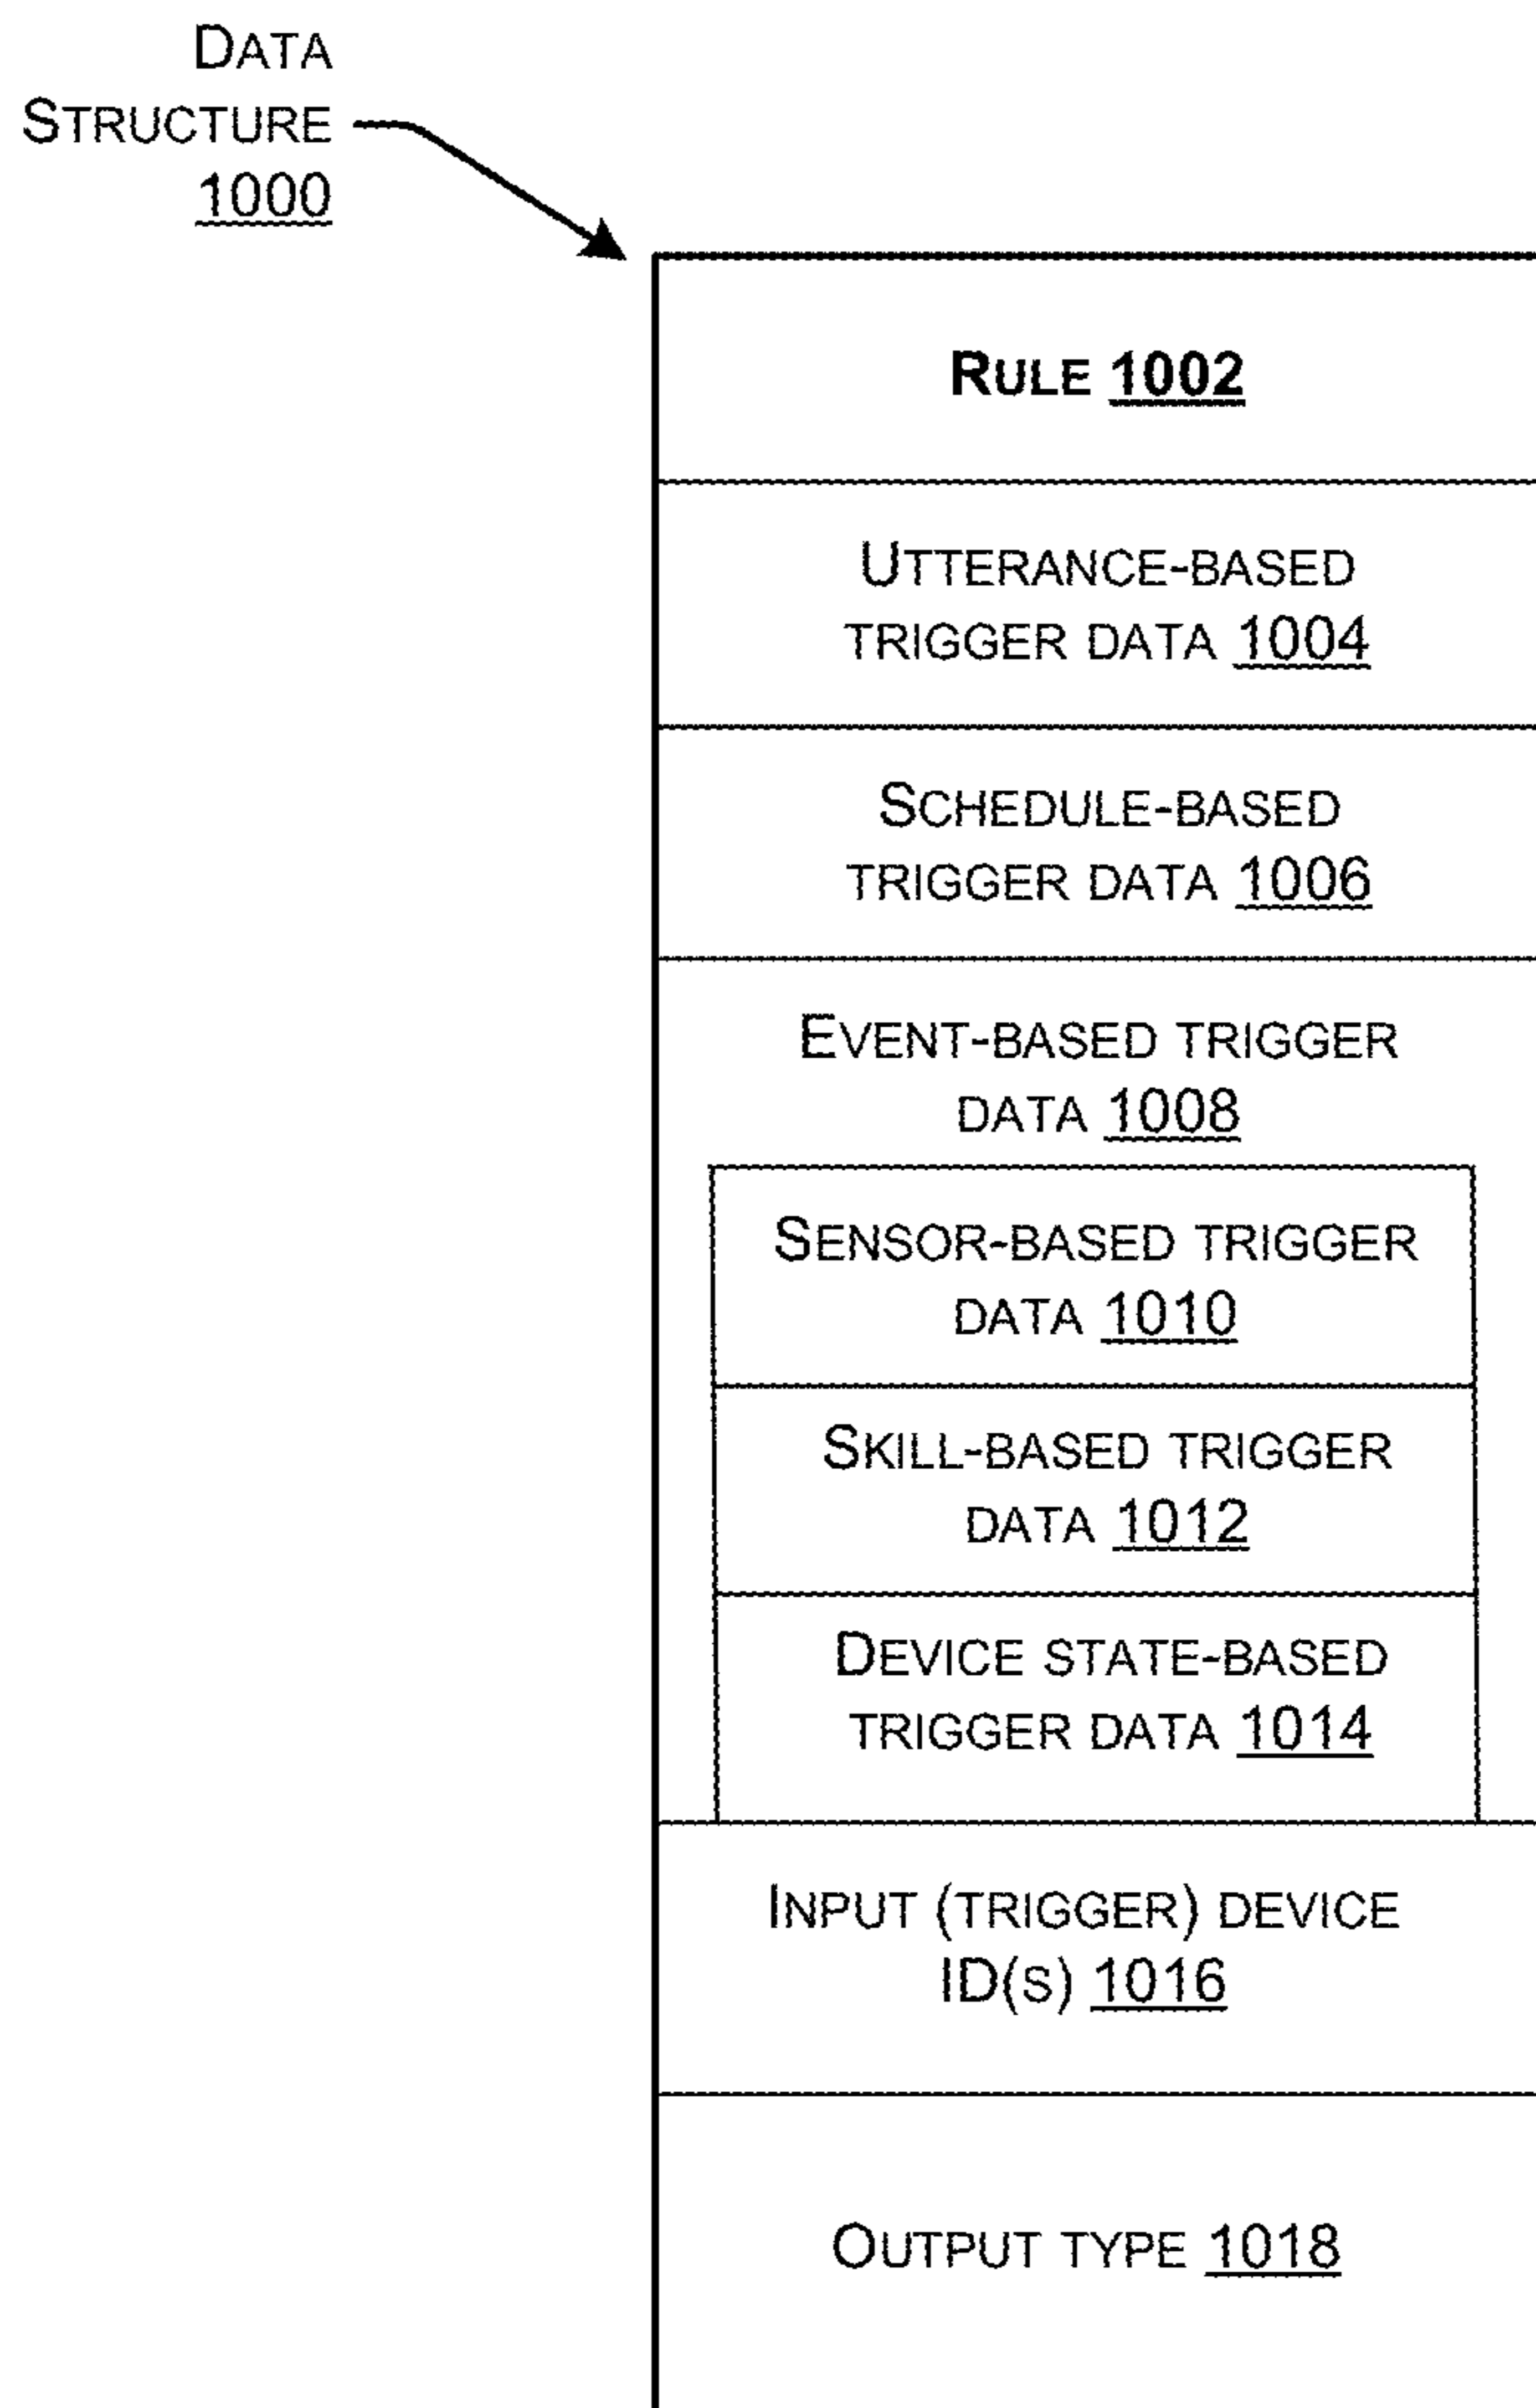 DATA
STRUCTURE
1000
RULE 1002
UTTERANCE-BASED
TRIGGER DATA 1004
SCHEDULE-BASED
TRIGGER DATA 1006
EVENT-BASED TRIGGER
DATA 1008
SENSOR-BASED TRIGGER
DATA 1010
SKILL-BASED TRIGGER
DATA 1012
DEVICE STATE-BASED
TRIGGER DATA 1014
INPUT (TRIGGER) DEVICE
ID(S) 1016
OUTPUT TYPE 1018